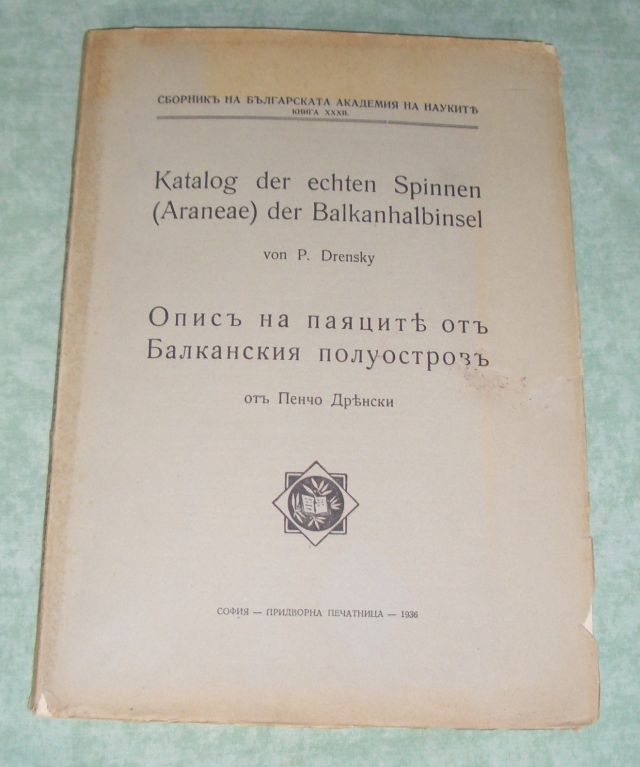 СБОРНИКЪ НА БЪЛГАРСКАТА АКАДЕМИЯ НА НАУКИТѢ
КНИГА XXXII.
Katalog der echten Spinnen
(Araneae) der Balkanhalbinsel
von P. Drensky
Описъ на паяцитѣ отъ
Балканския полуостровъ
отъ Пенчо Дрѣнски
СОФИЯ — ПРИДВОРНА ПЕЧАТНИЦА — 1936